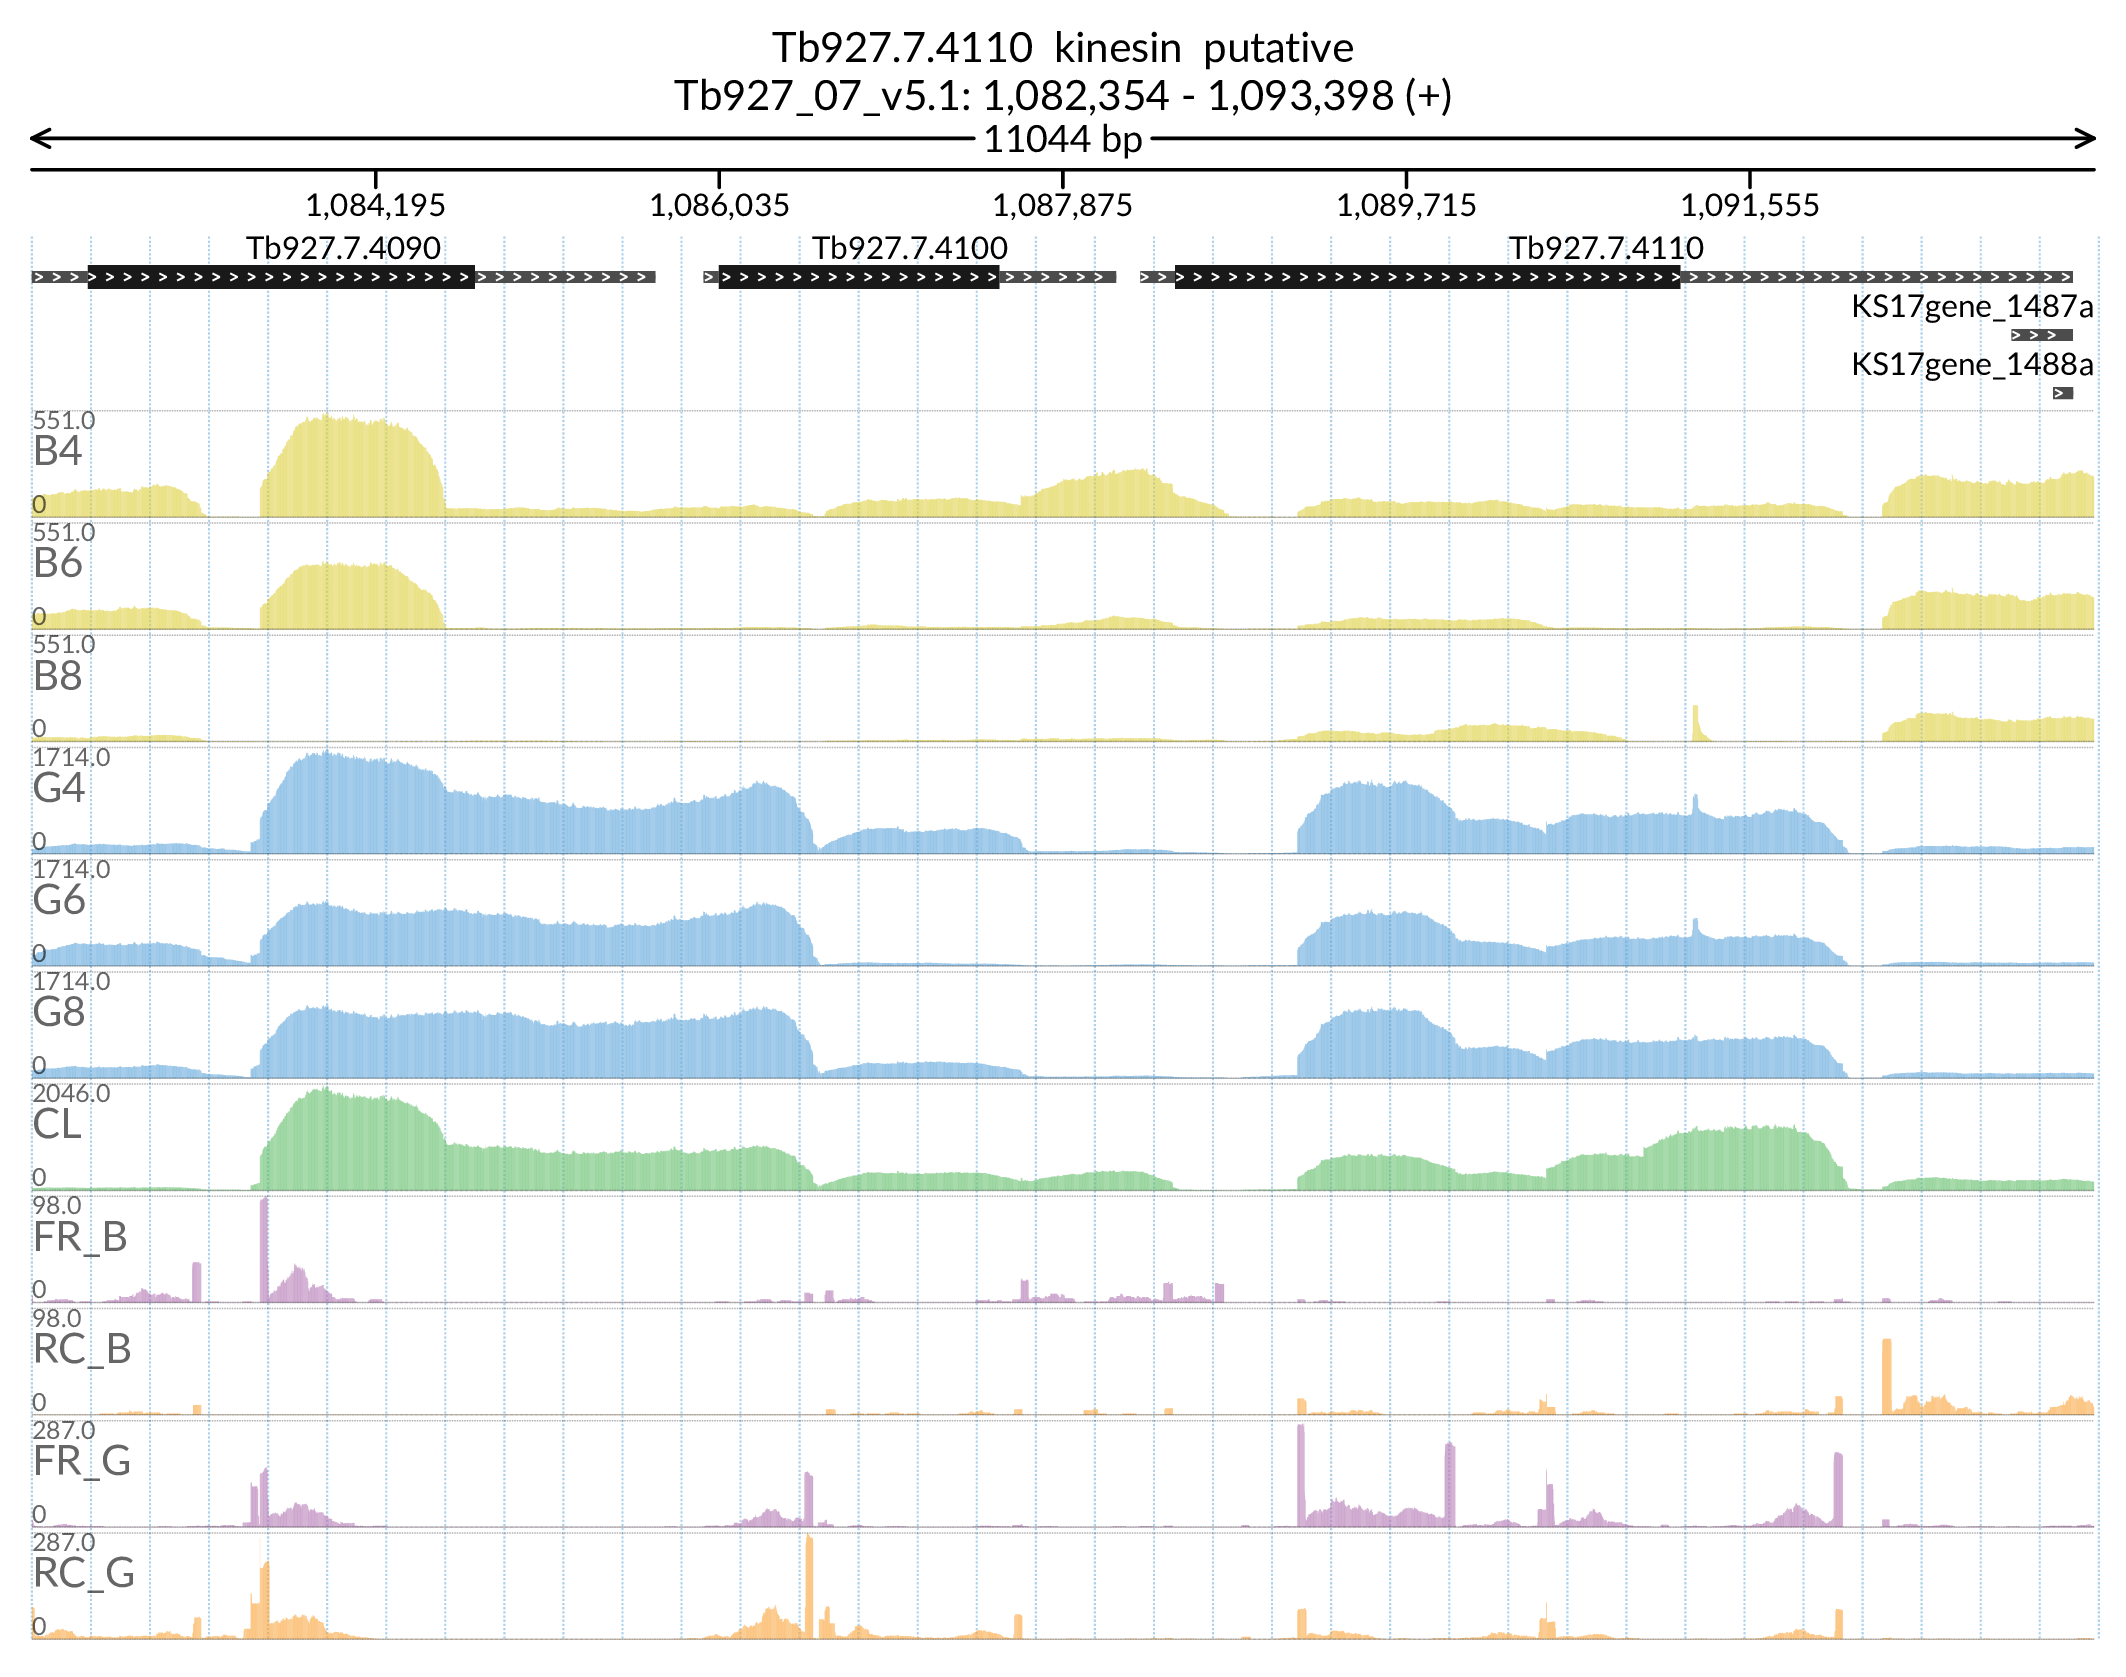 Tb927.7.4110 kinesin putative
Tb927_07_v5.1: 1,082,354 - 1,093,398 (+)
11044 bp
1,084,195 1,086,035 1,087,875 1,089,715 1,091,555
Tb927.7.4090 Tb927.7.4100 Tb927.7.4110
KS17gene_1487a
KS17gene_1488a
551.0
B4
0
551.0
B6
0
551.0
B8
0
1714.0
G4
0
1714.0
G6
0
1714.0
G8
0
2046.0
CL
0
98.0
FR_B
0
98.0
RC_B
0
287.0
FR_G
0
287.0
RC_G
0